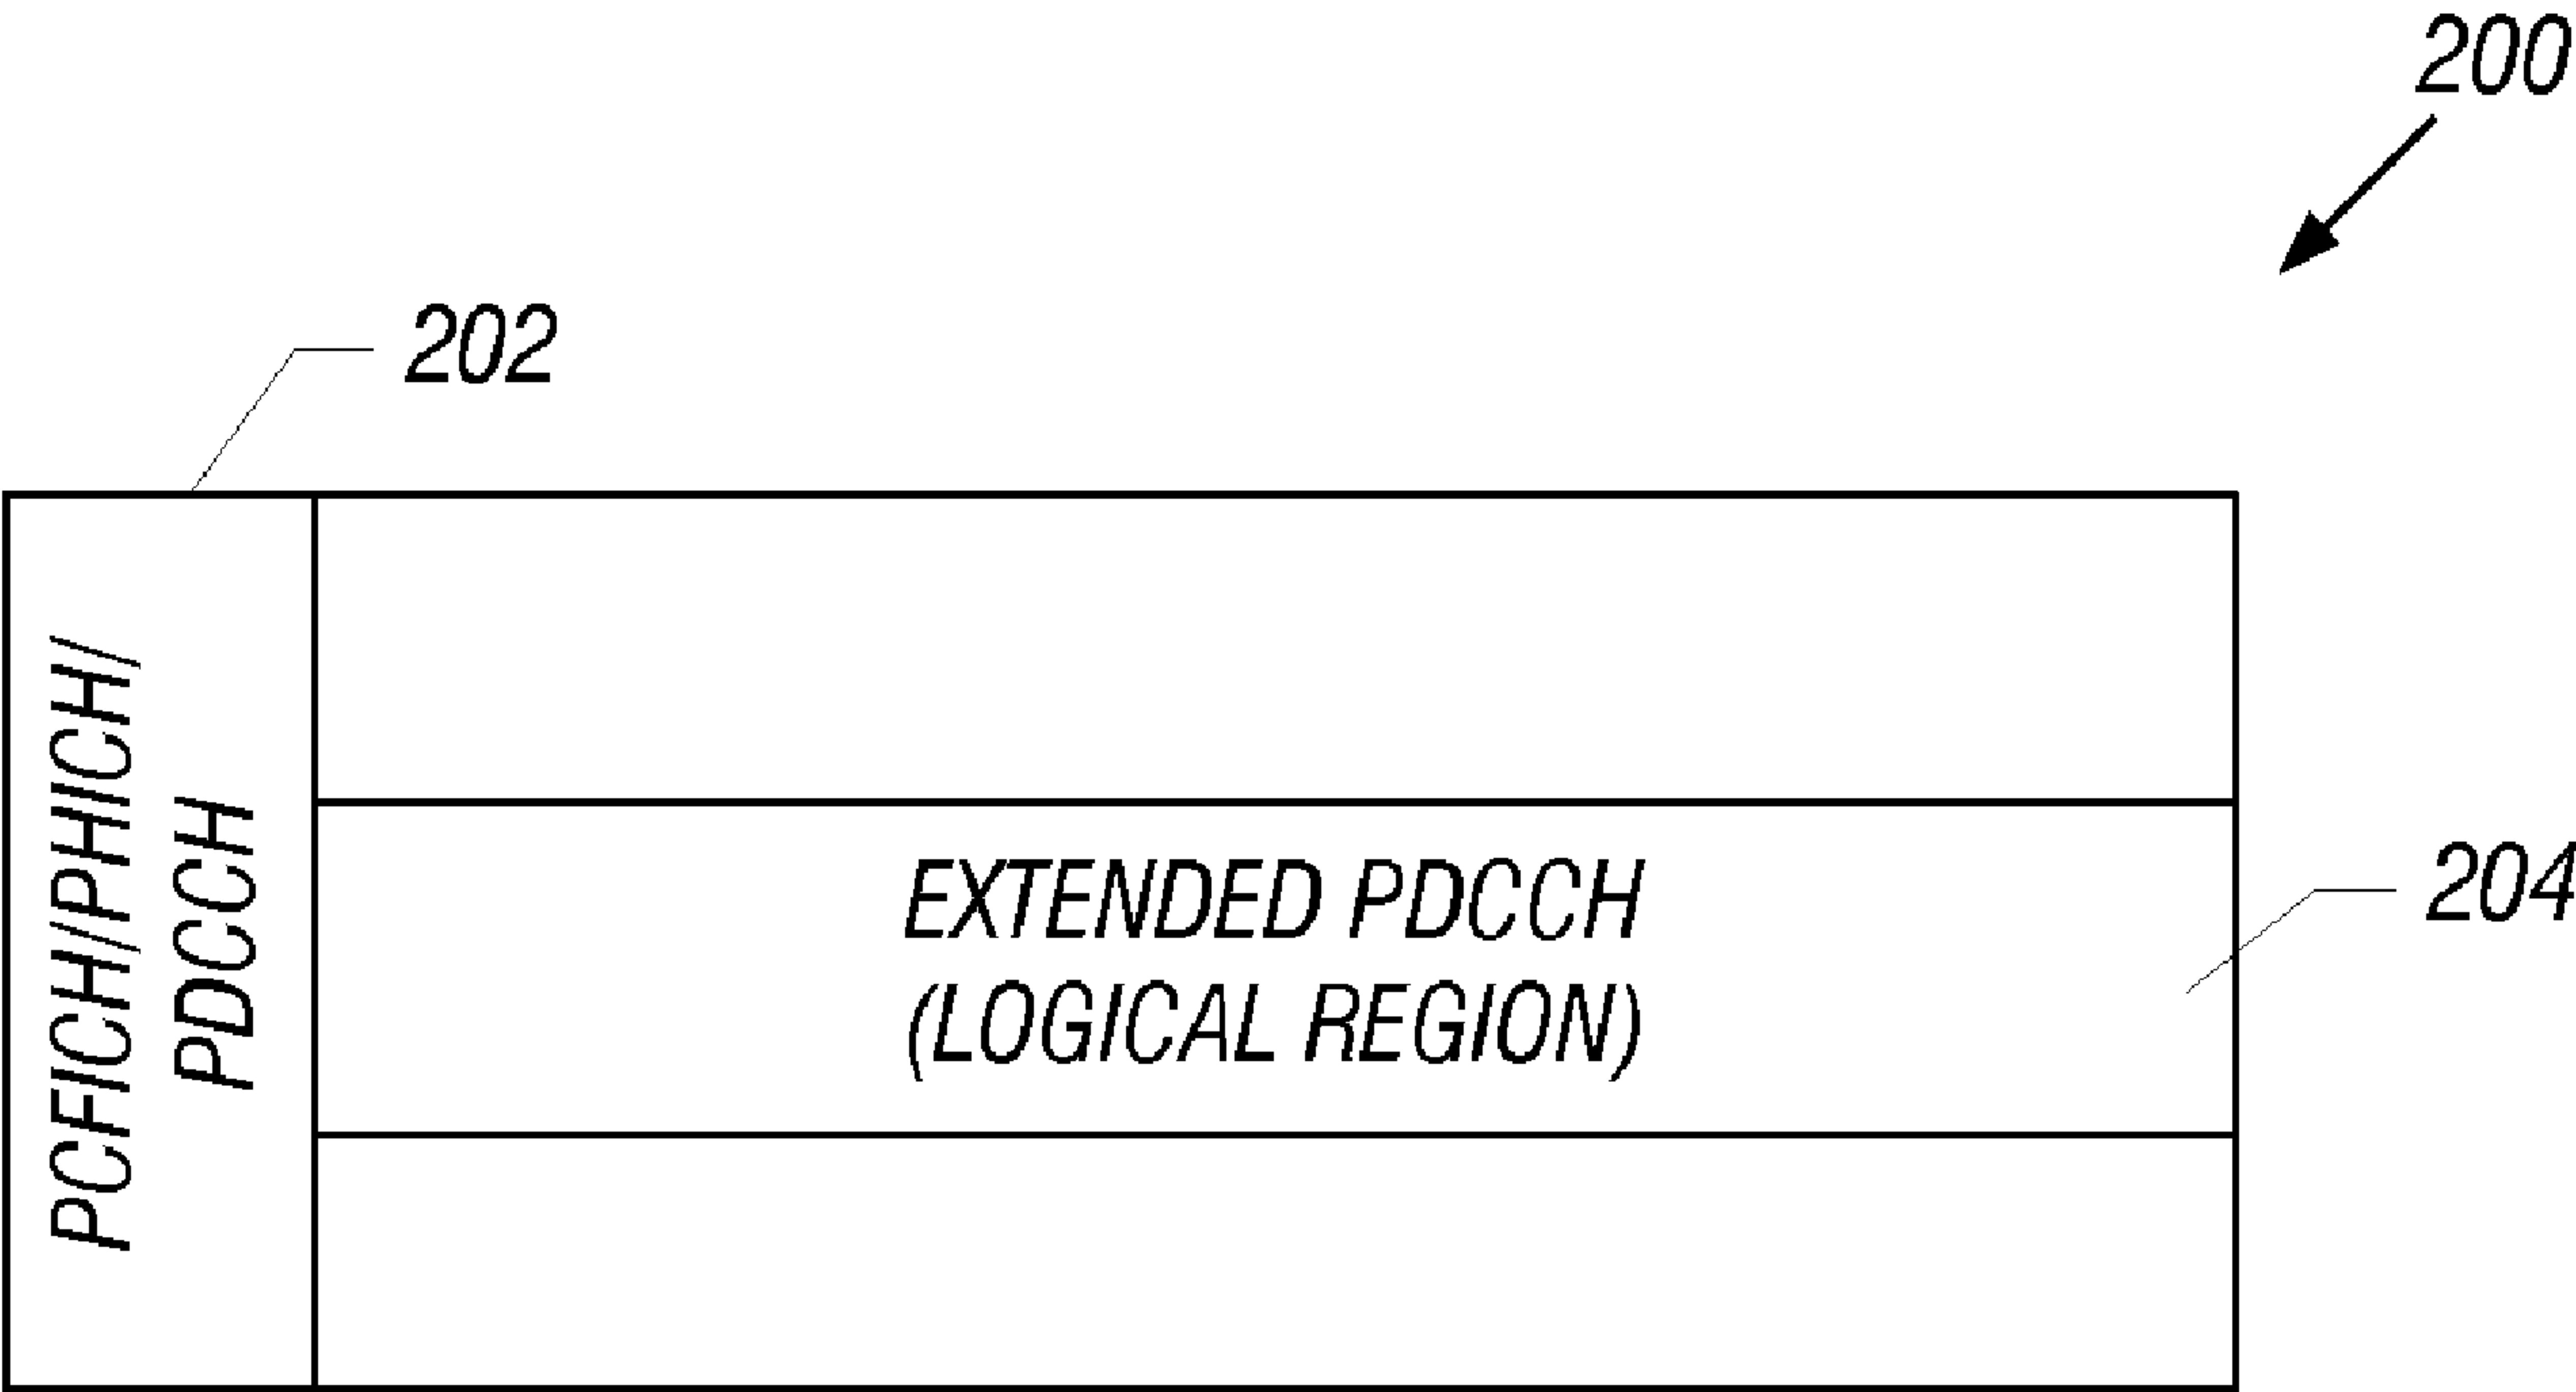 200
202
PCFICH/PHICH/
PDCCH
EXTENDED PDCCH
(LOGICAL REGION)
204